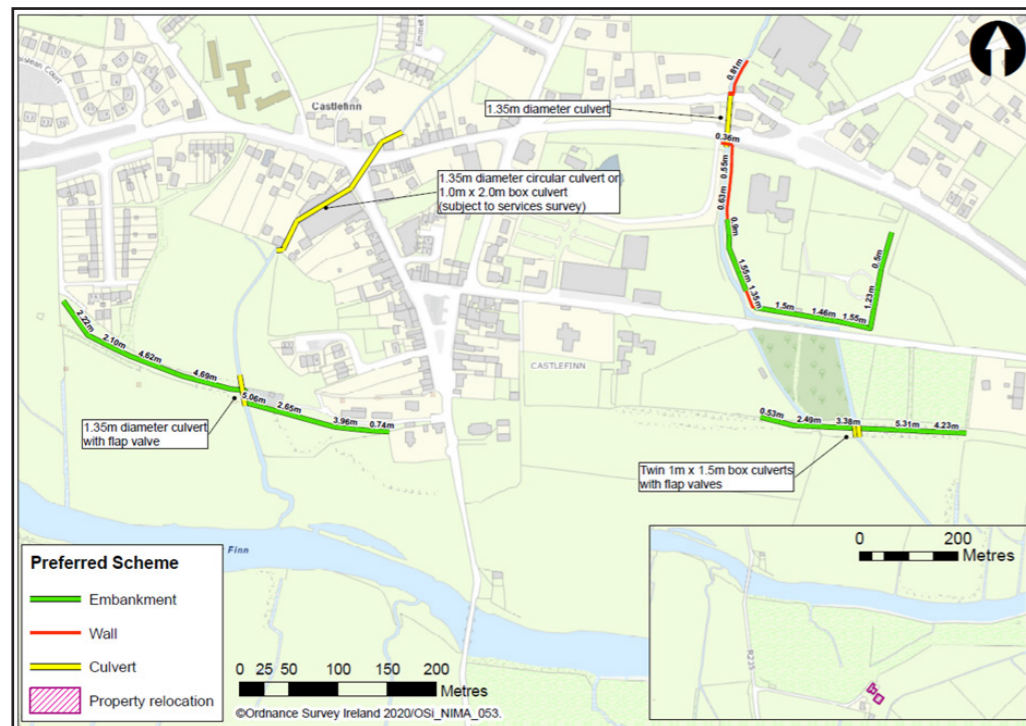 Emmet
Court
Castlefinn
1.35m diameter culvert
0.81m
0.36m
0.55m
0.63m
0.9m
1.55m
1.35m
1.35m diameter circular culvert or
1.0m x 2.0m box culvert
(subject to services survey)
0.5m
1.23m
1.5m
1.46m
1.55m
2.22m
2.10m
4.62m
4.69m
5.06m
2.65m
3.96m
0.74m
CASTLEFINN
1.35m diameter culvert
with flap valve
0.53m
2.49m
3.38m
5.31m
4.23m
Twin 1m x 1.5m box culverts
with flap valves
Finn
Preferred Scheme
Embankment
Wall
Culvert
Property relocation
0 25 50 100 150 200
Metres
©Ordnance Survey Ireland 2020/OSi_NIMA_053.
0 200
Metres
R235